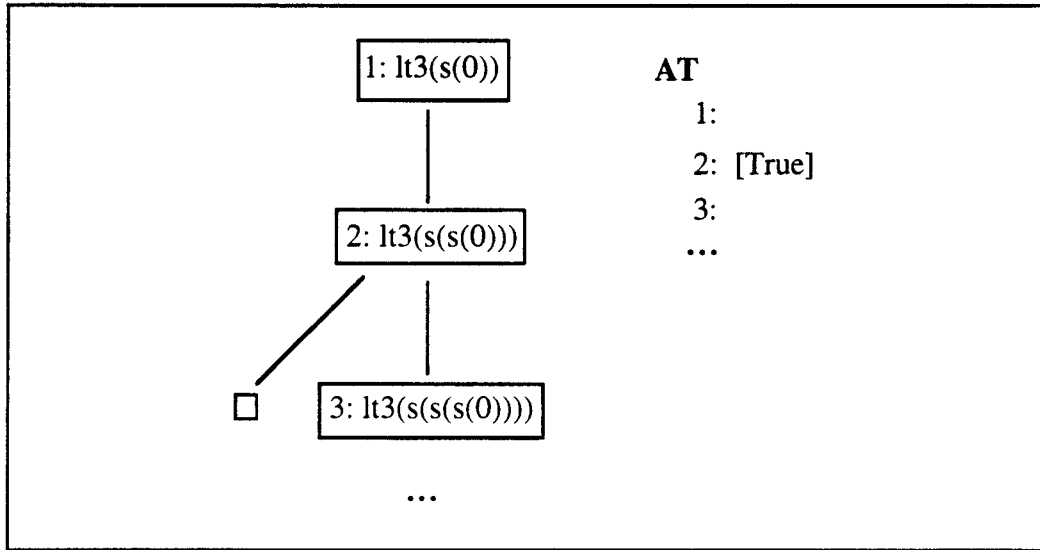 1: lt3(s(0))
AT
1:
2: [True]
2: lt3(s(s(0)))
3:
...
3: lt3(s(s(s(0))))
...